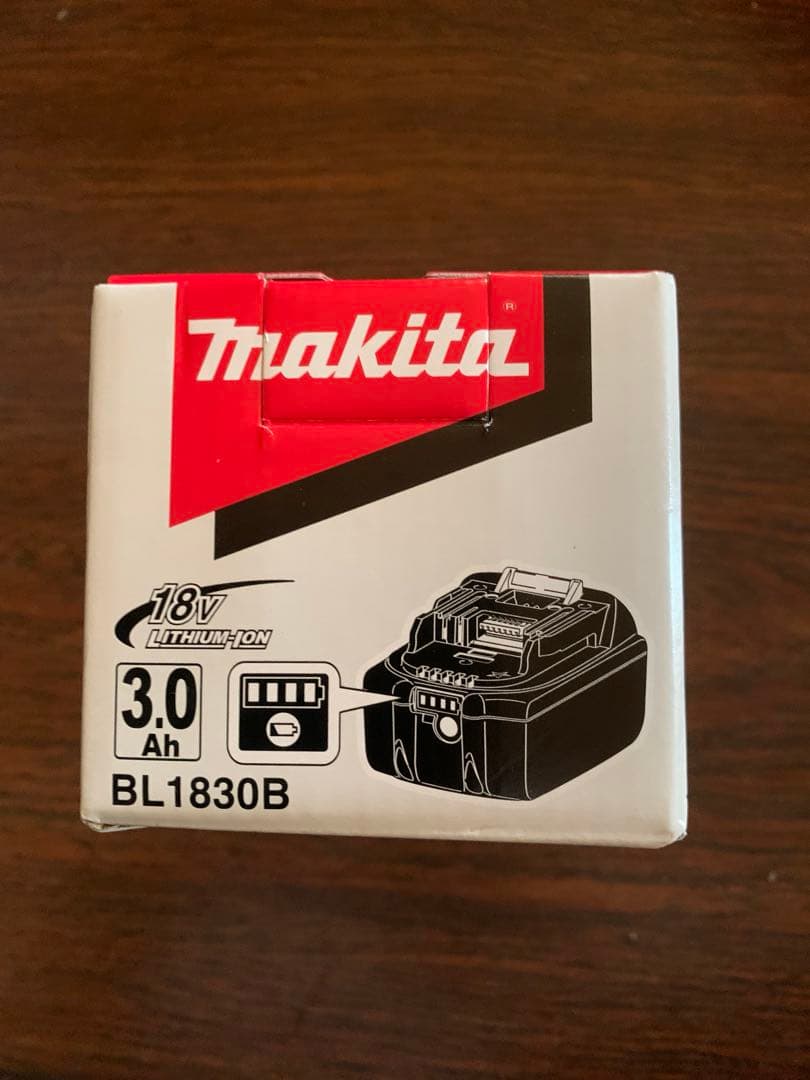 makita®
18V
LITHIUM-ION
3.0
Ah
BL1830B